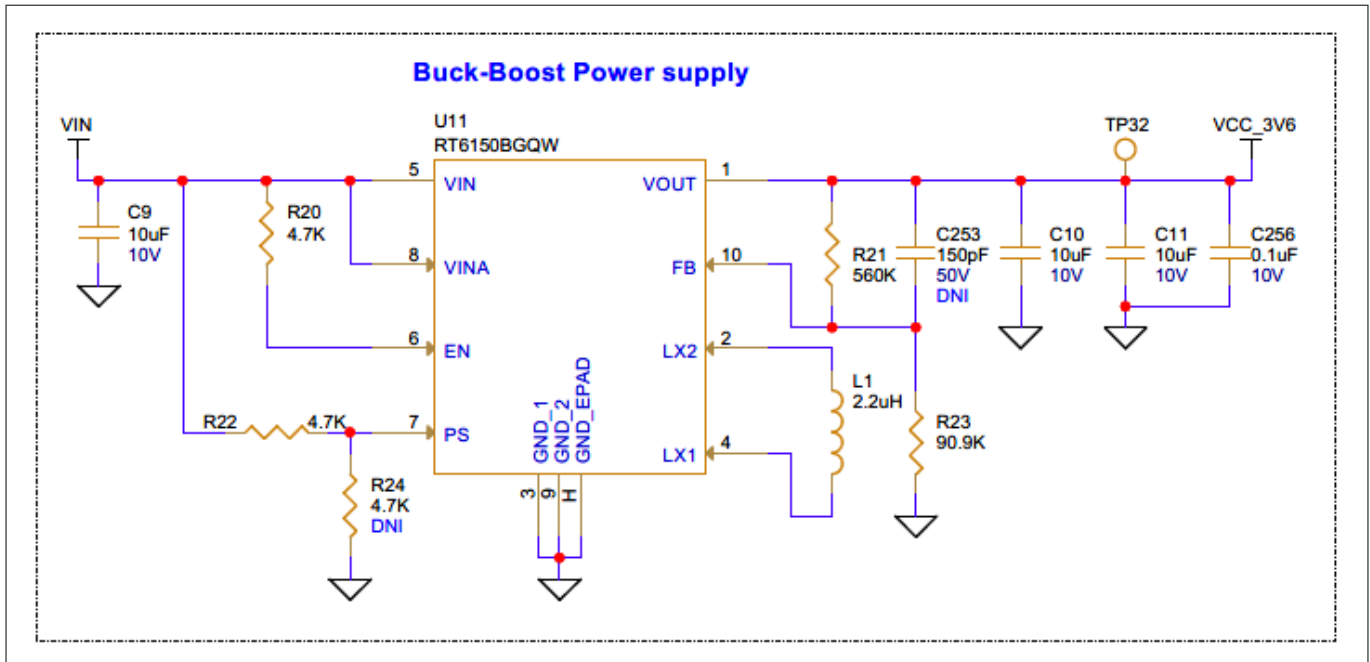 Buck-Boost Power supply
VIN
U11
RT6150BGQW
TP32
VCC_3V6
5
VIN
VOUT
1
C9
10uF
10V
R20
4.7K
8
VINA
FB
10
R21
560K
C253
150pF
50V
DNI
C10
10uF
10V
C11
10uF
10V
C256
0.1uF
10V
6
EN
LX2
2
L1
2.2uH
R22
4.7K
7
PS
GND_1
GND_2
GND_EPAD
LX1
4
R23
90.9K
R24
4.7K
DNI
3
9
H